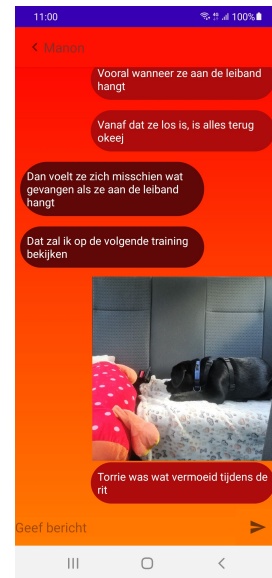 11:00
100%
Manon
Vooral wanneer ze aan de leiband
hangt
Vanaf dat ze los is, is alles terug
okeej
Dan voelt ze zich misschien wat
gevangen als ze aan de leiband
hangt
Dat zal ik op de volgende training
bekijken
Torrie was wat vermoeid tijdens de
rit
Geef bericht